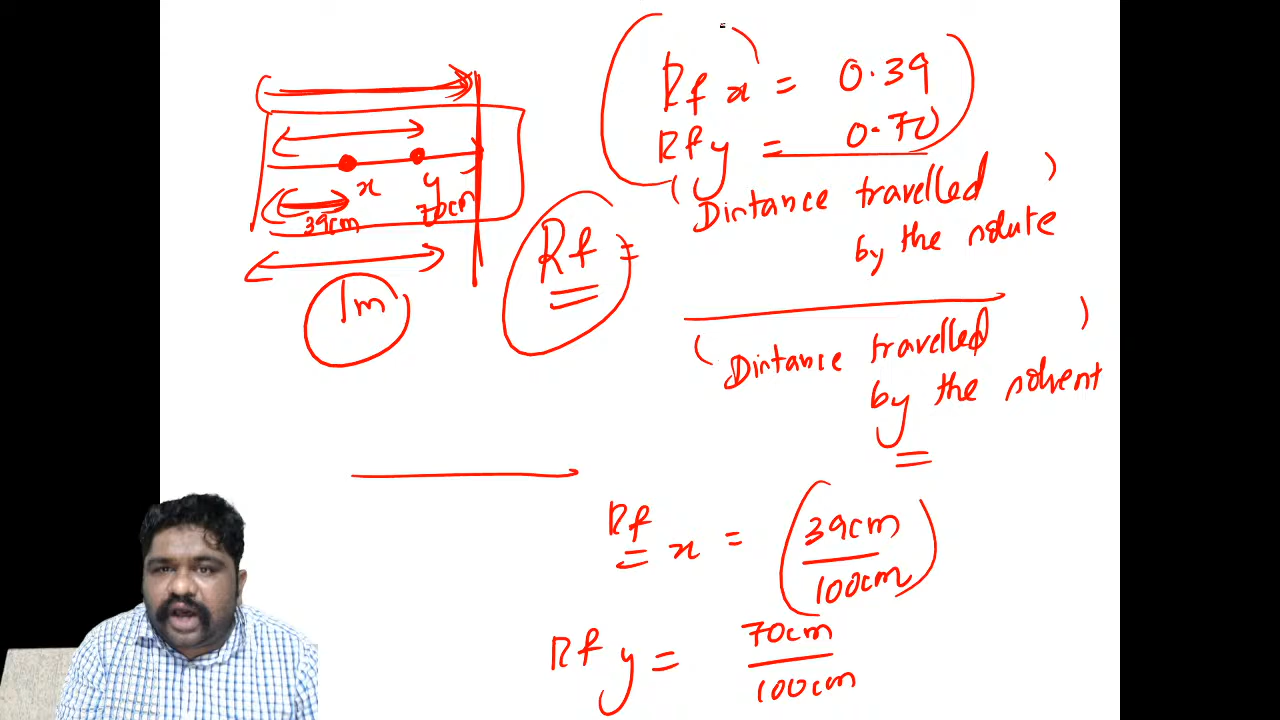 Rf x = 0.39
Rf y = 0.70
x
y
39cm
70cm
1m
Rf =
(Distance travelled )
by the solute
(Distance travelled )
by the solvent
Rf x = (39cm
100cm)
Rf y = 70cm
100cm